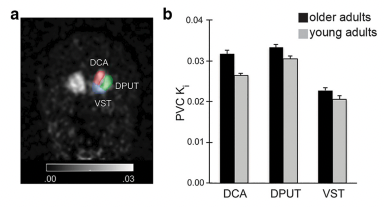 a
DCA
DPUT
VST
.00 .03
b
older adults
young adults
PVC Ki
0.04
0.03
0.02
0.01
0.00
DCA DPUT VST